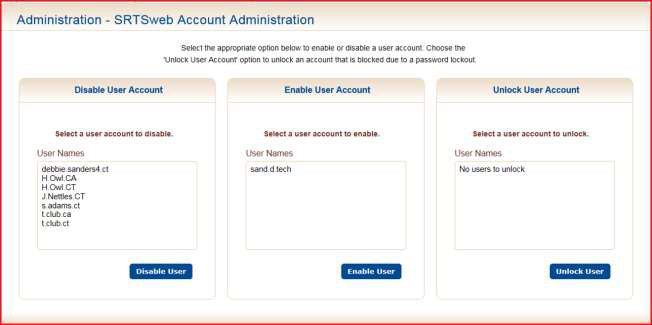 Administration - SRTSweb Account Administration
Select the appropriate option below to enable or disable a user account. Choose the
'Unlock User Account' option to unlock an account that is blocked due to a password lockout.
Disable User Account
Select a user account to disable.
User Names
debbie.sanders4.ct
H.Owl.CA
H.Owl.CT
J.Nettles.CT
s.adams.ct
t.club.ca
t.club.ct
Disable User
Enable User Account
Select a user account to enable.
User Names
sand.d.tech
Enable User
Unlock User Account
Select a user account to unlock.
User Names
No users to unlock
Unlock User